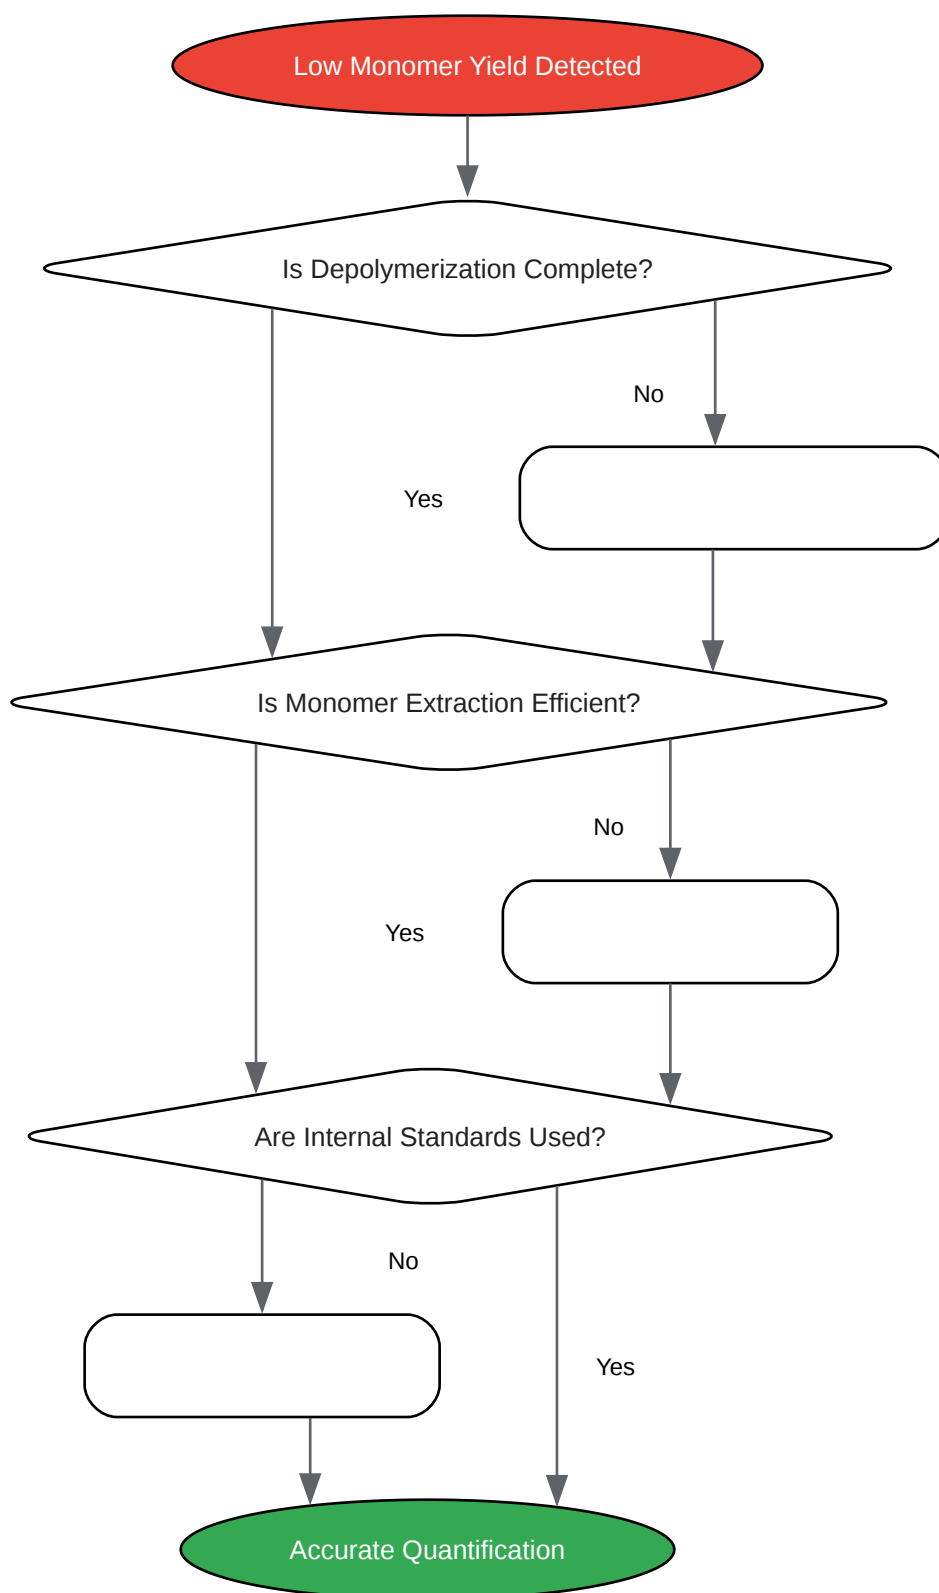 Low Monomer Yield Detected
Is Depolymerization Complete?
No
Yes
Is Monomer Extraction Efficient?
No
Yes
Are Internal Standards Used?
No
Yes
Accurate Quantification